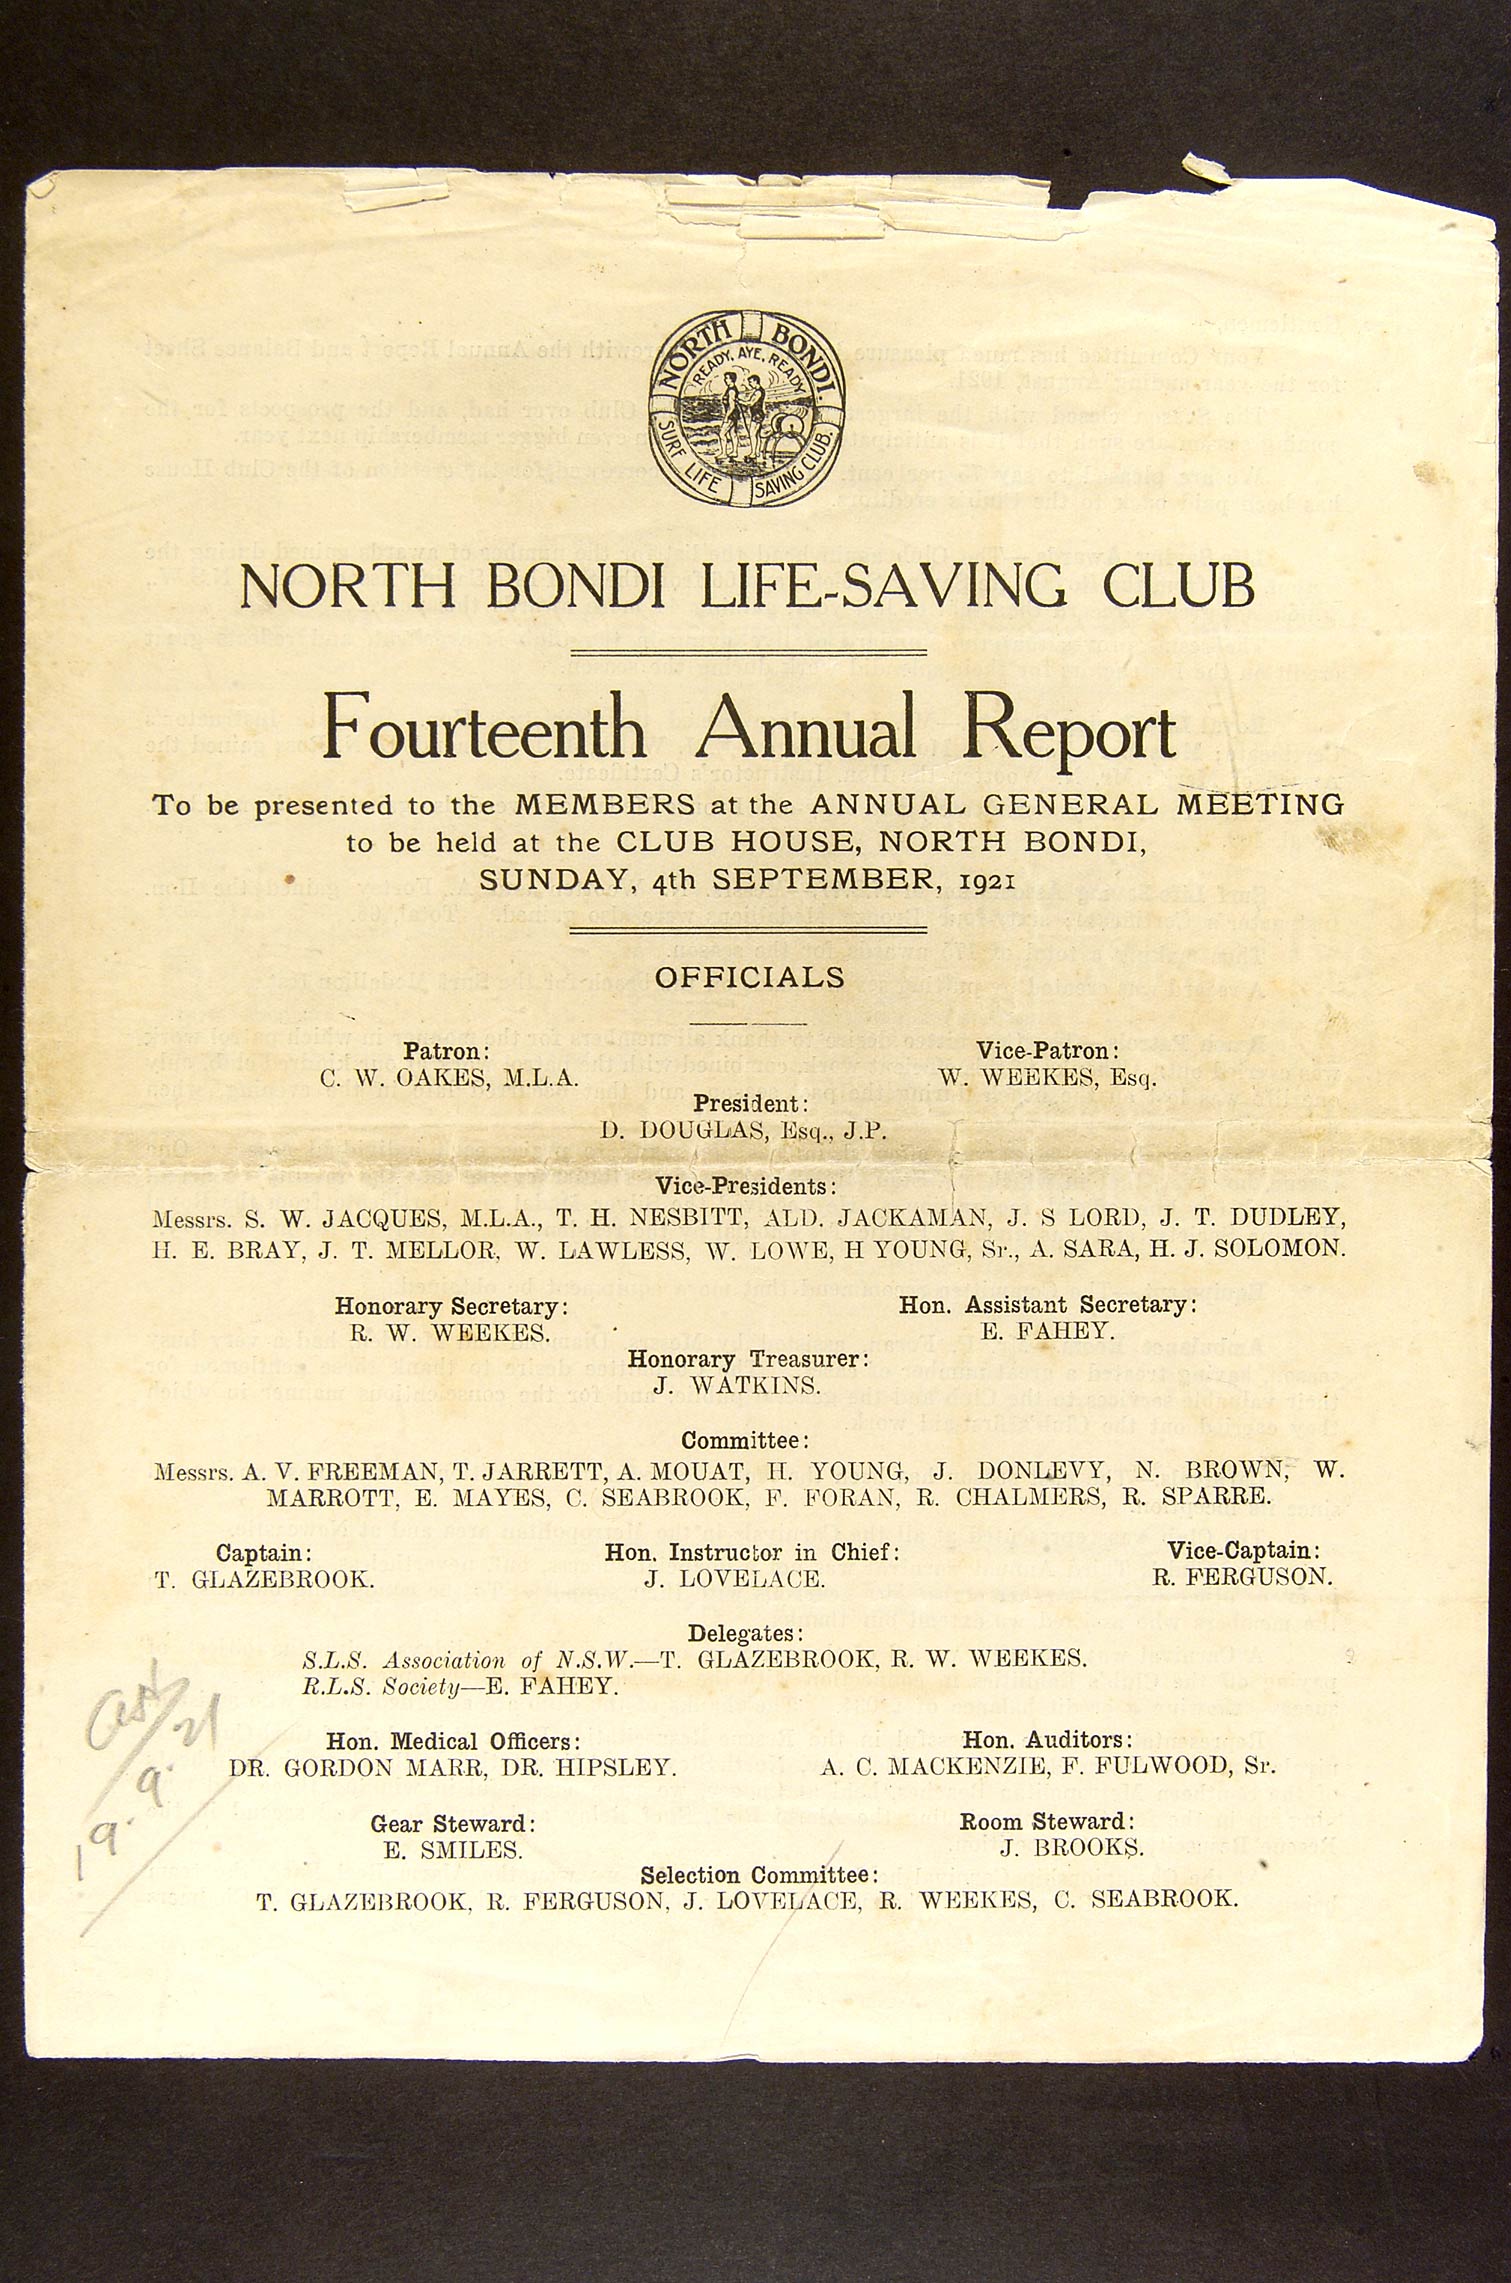 NORTH BONDI.
READY, AYE, READY
SURF LIFE SAVING CLUB.
NORTH BONDI LIFE-SAVING CLUB
Fourteenth Annual Report
To be presented to the MEMBERS at the ANNUAL GENERAL MEETING
to be held at the CLUB HOUSE, NORTH BONDI,
SUNDAY, 4th SEPTEMBER, 1921
OFFICIALS
Patron: Vice-Patron:
C. W. OAKES, M.L.A. W. WEEKES, Esq.
President:
D. DOUGLAS, Esq., J.P.
Vice-Presidents:
Messrs. S. W. JACQUES, M.L.A., T. H. NESBITT, ALD. JACKAMAN, J. S LORD, J. T. DUDLEY,
H. E. BRAY, J. T. MELLOR, W. LAWLESS, W. LOWE, H YOUNG, Sr., A. SARA, H. J. SOLOMON.
Honorary Secretary: Hon. Assistant Secretary:
R. W. WEEKES. E. FAHEY.
Honorary Treasurer:
J. WATKINS.
Committee:
Messrs. A. V. FREEMAN, T. JARRETT, A. MOUAT, H. YOUNG, J. DONLEVY, N. BROWN, W.
MARROTT, E. MAYES, C. SEABROOK, F. FORAN, R. CHALMERS, R. SPARRE.
Captain: Hon. Instructor in Chief: Vice-Captain:
T. GLAZEBROOK. J. LOVELACE. R. FERGUSON.
Delegates:
S.L.S. Association of N.S.W.—T. GLAZEBROOK, R. W. WEEKES.
R.L.S. Society—E. FAHEY.
Hon. Medical Officers: Hon. Auditors:
DR. GORDON MARR, DR. HIPSLEY. A. C. MACKENZIE, F. FULWOOD, Sr.
Gear Steward: Room Steward:
E. SMILES. J. BROOKS.
Selection Committee:
T. GLAZEBROOK, R. FERGUSON, J. LOVELACE, R. WEEKES, C. SEABROOK.
19.9.21